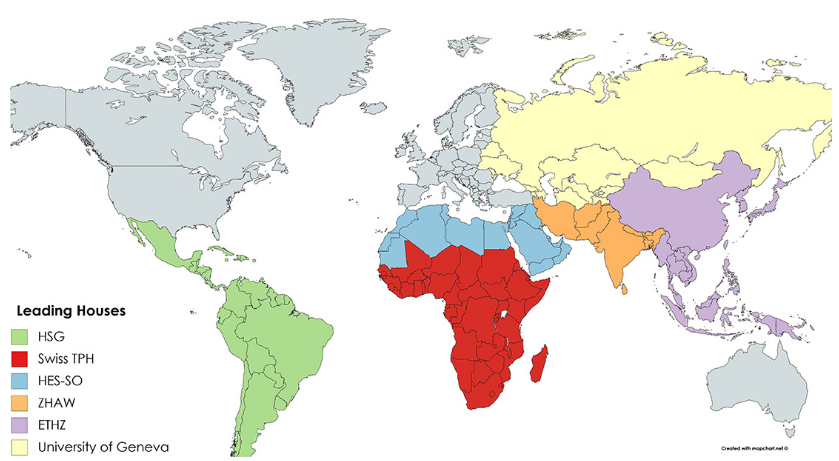 Leading Houses
HSG
Swiss TPH
HES-SO
ZHAW
ETHZ
University of Geneva
Created with mapchart.net ©